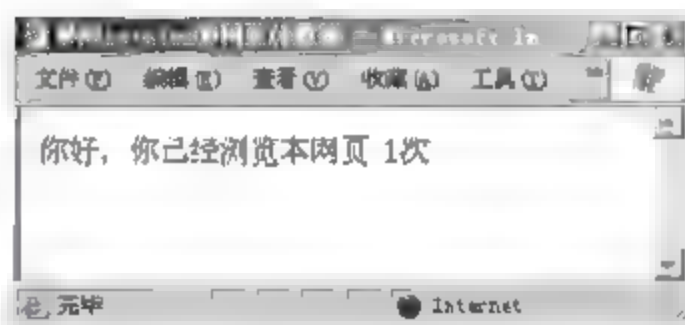 Microsoft In
文件(F) 编辑(E) 查看(V) 收藏(A) 工具(T) »
你好，你已经浏览本网页 1次
完毕 Internet